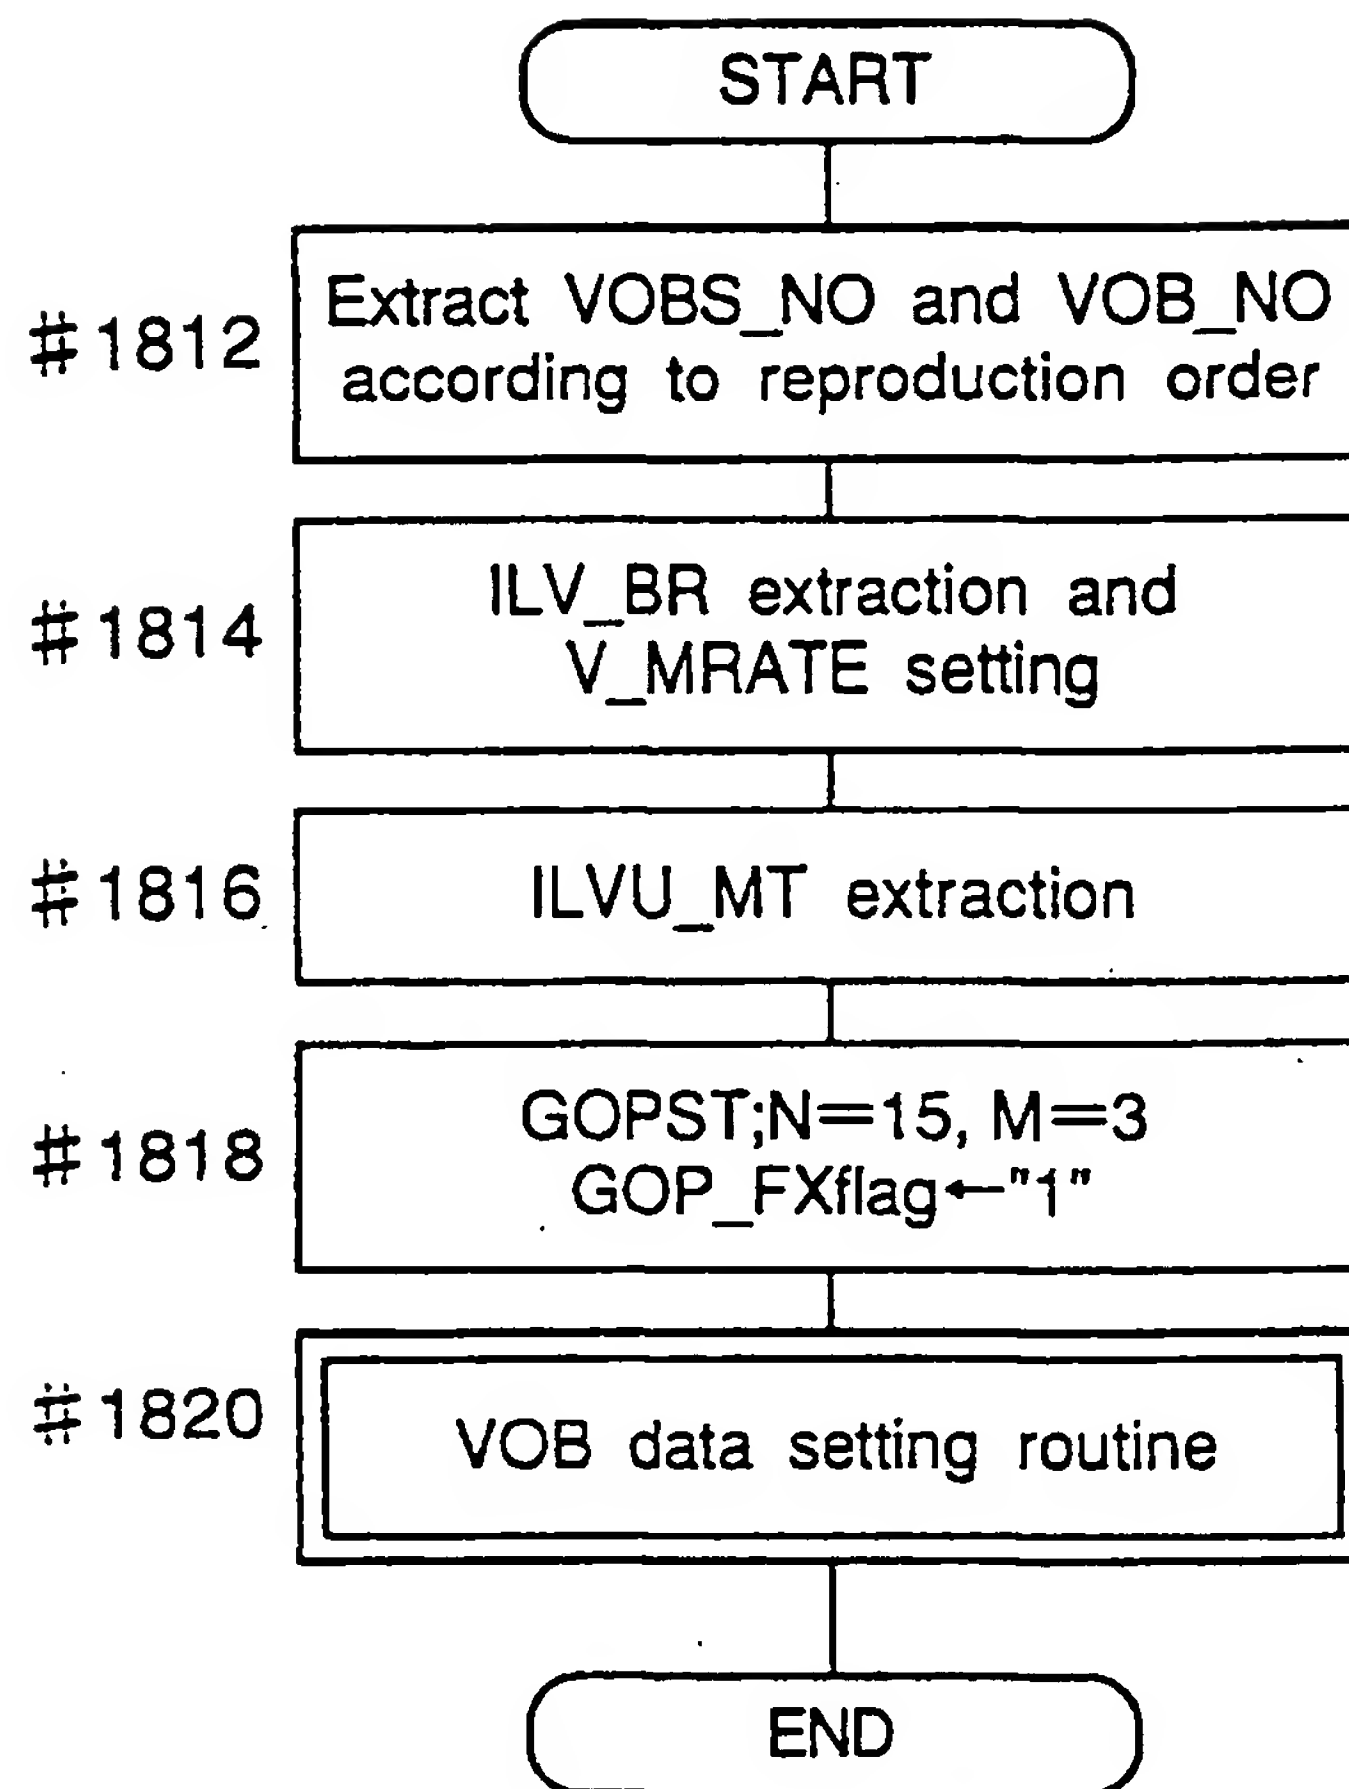 START
#1812
Extract VOBS_NO and VOB_NO
according to reproduction order
#1814
ILV_BR extraction and
V_MRATE setting
#1816
ILVU_MT extraction
#1818
GOPST;N=15, M=3
GOP_FXflag←"1"
#1820
VOB data setting routine
END